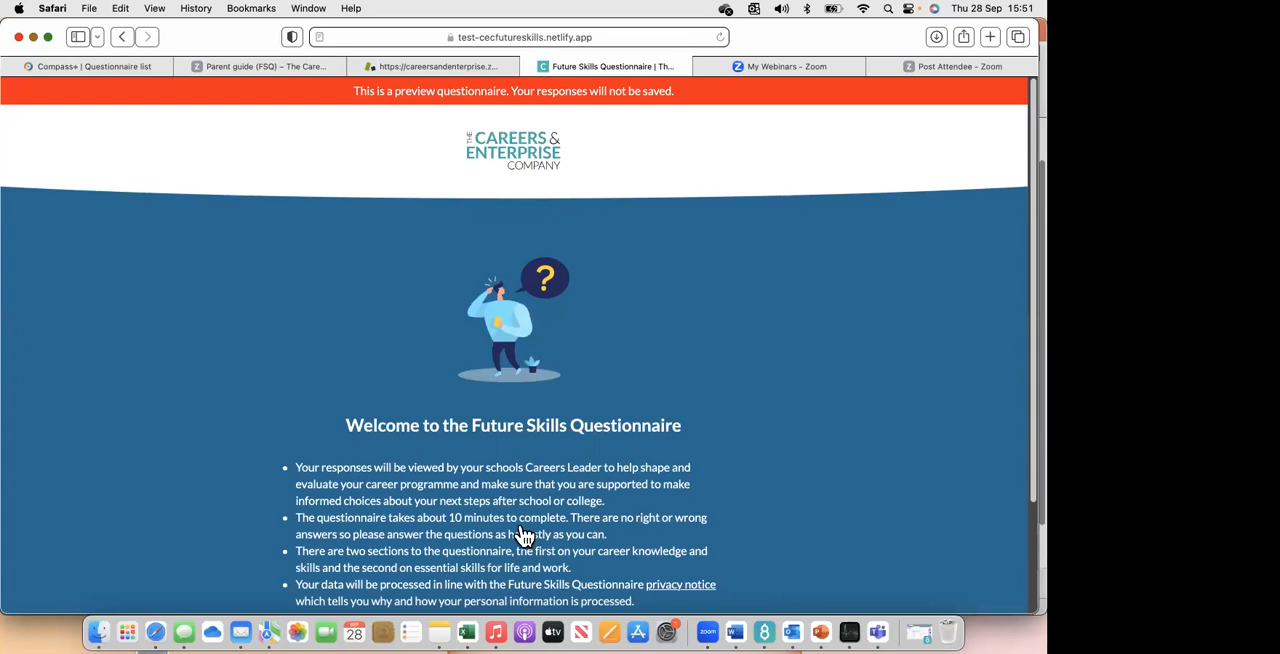 Safari File Edit View History Bookmarks Window Help Thu 28 Sep 15:51
test-cecfutureskills.netlify.app
Compass+ | Questionnaire list
Parent guide (FSQ) – The Care...
https://careersandenterprise.z...
Future Skills Questionnaire | Th...
My Webinars - Zoom
Post Attendee - Zoom
This is a preview questionnaire. Your responses will not be saved.
THE CAREERS &
ENTERPRISE
COMPANY
?
Welcome to the Future Skills Questionnaire
• Your responses will be viewed by your schools Careers Leader to help shape and
evaluate your career programme and make sure that you are supported to make
informed choices about your next steps after school or college.
• The questionnaire takes about 10 minutes to complete. There are no right or wrong
answers so please answer the questions as honestly as you can.
• There are two sections to the questionnaire, the first on your career knowledge and
skills and the second on essential skills for life and work.
• Your data will be processed in line with the Future Skills Questionnaire privacy notice
which tells you why and how your personal information is processed.
SEP
28
tv
zoom